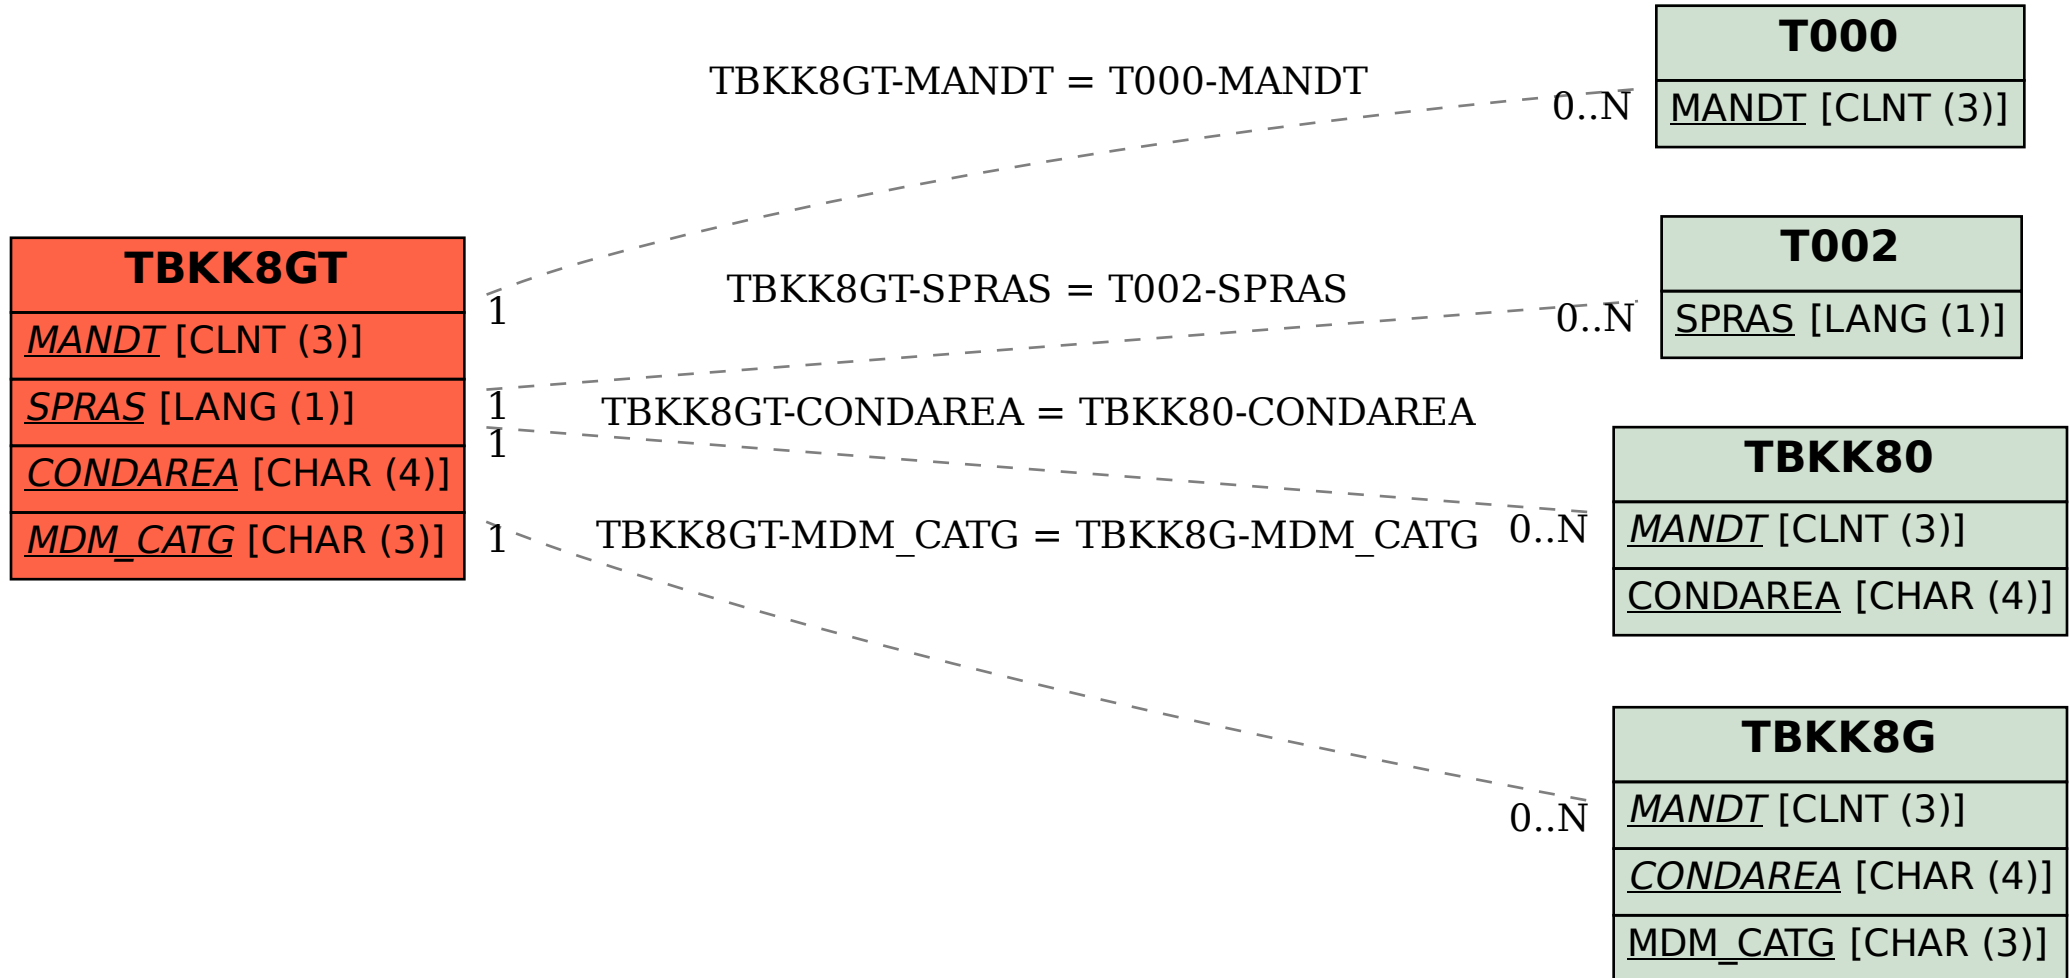 TBKK8GT
MANDT [CLNT (3)]
SPRAS [LANG (1)]
CONDAREA [CHAR (4)]
MDM_CATG [CHAR (3)]
TBKK8GT-MANDT = T000-MANDT
1
0..N
TBKK8GT-SPRAS = T002-SPRAS
1
0..N
TBKK8GT-CONDAREA = TBKK80-CONDAREA
1
0..N
TBKK8GT-MDM_CATG = TBKK8G-MDM_CATG
1
0..N
T000
MANDT [CLNT (3)]
T002
SPRAS [LANG (1)]
TBKK80
MANDT [CLNT (3)]
CONDAREA [CHAR (4)]
TBKK8G
MANDT [CLNT (3)]
CONDAREA [CHAR (4)]
MDM_CATG [CHAR (3)]